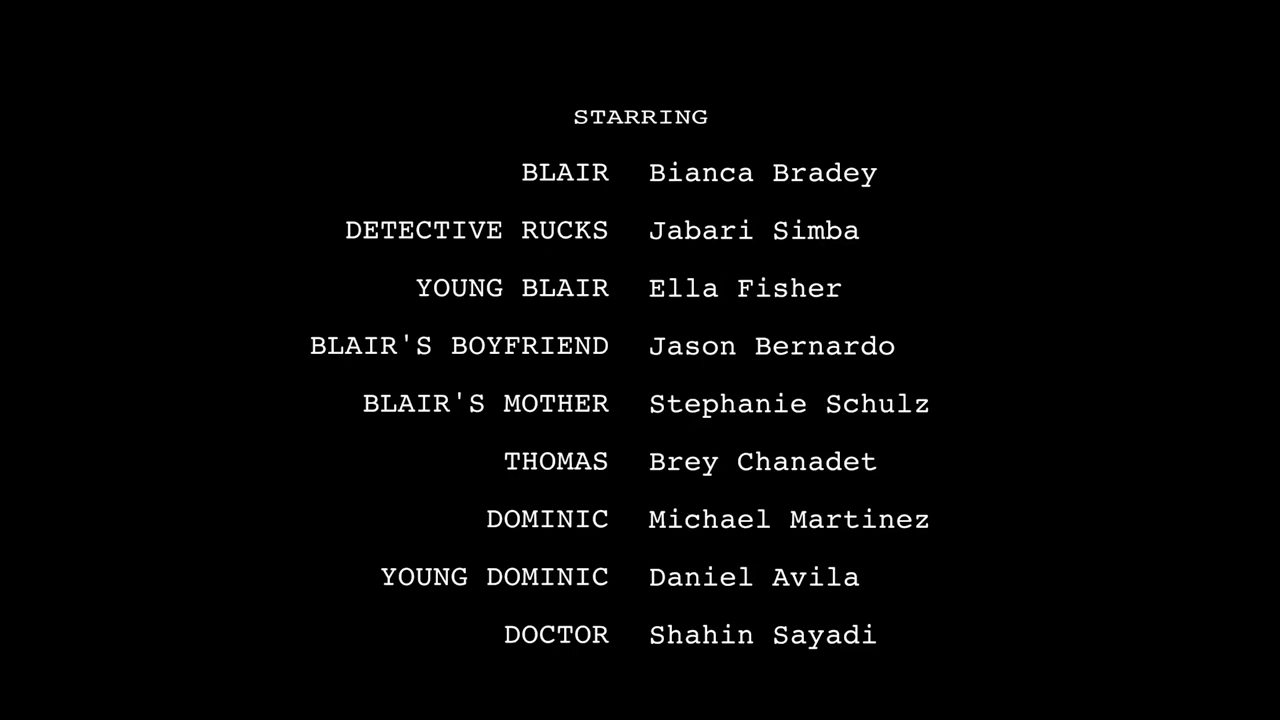 STARRING
BLAIR Bianca Bradey
DETECTIVE RUCKS Jabari Simba
YOUNG BLAIR Ella Fisher
BLAIR'S BOYFRIEND Jason Bernardo
BLAIR'S MOTHER Stephanie Schulz
THOMAS Brey Chanadet
DOMINIC Michael Martinez
YOUNG DOMINIC Daniel Avila
DOCTOR Shahin Sayadi